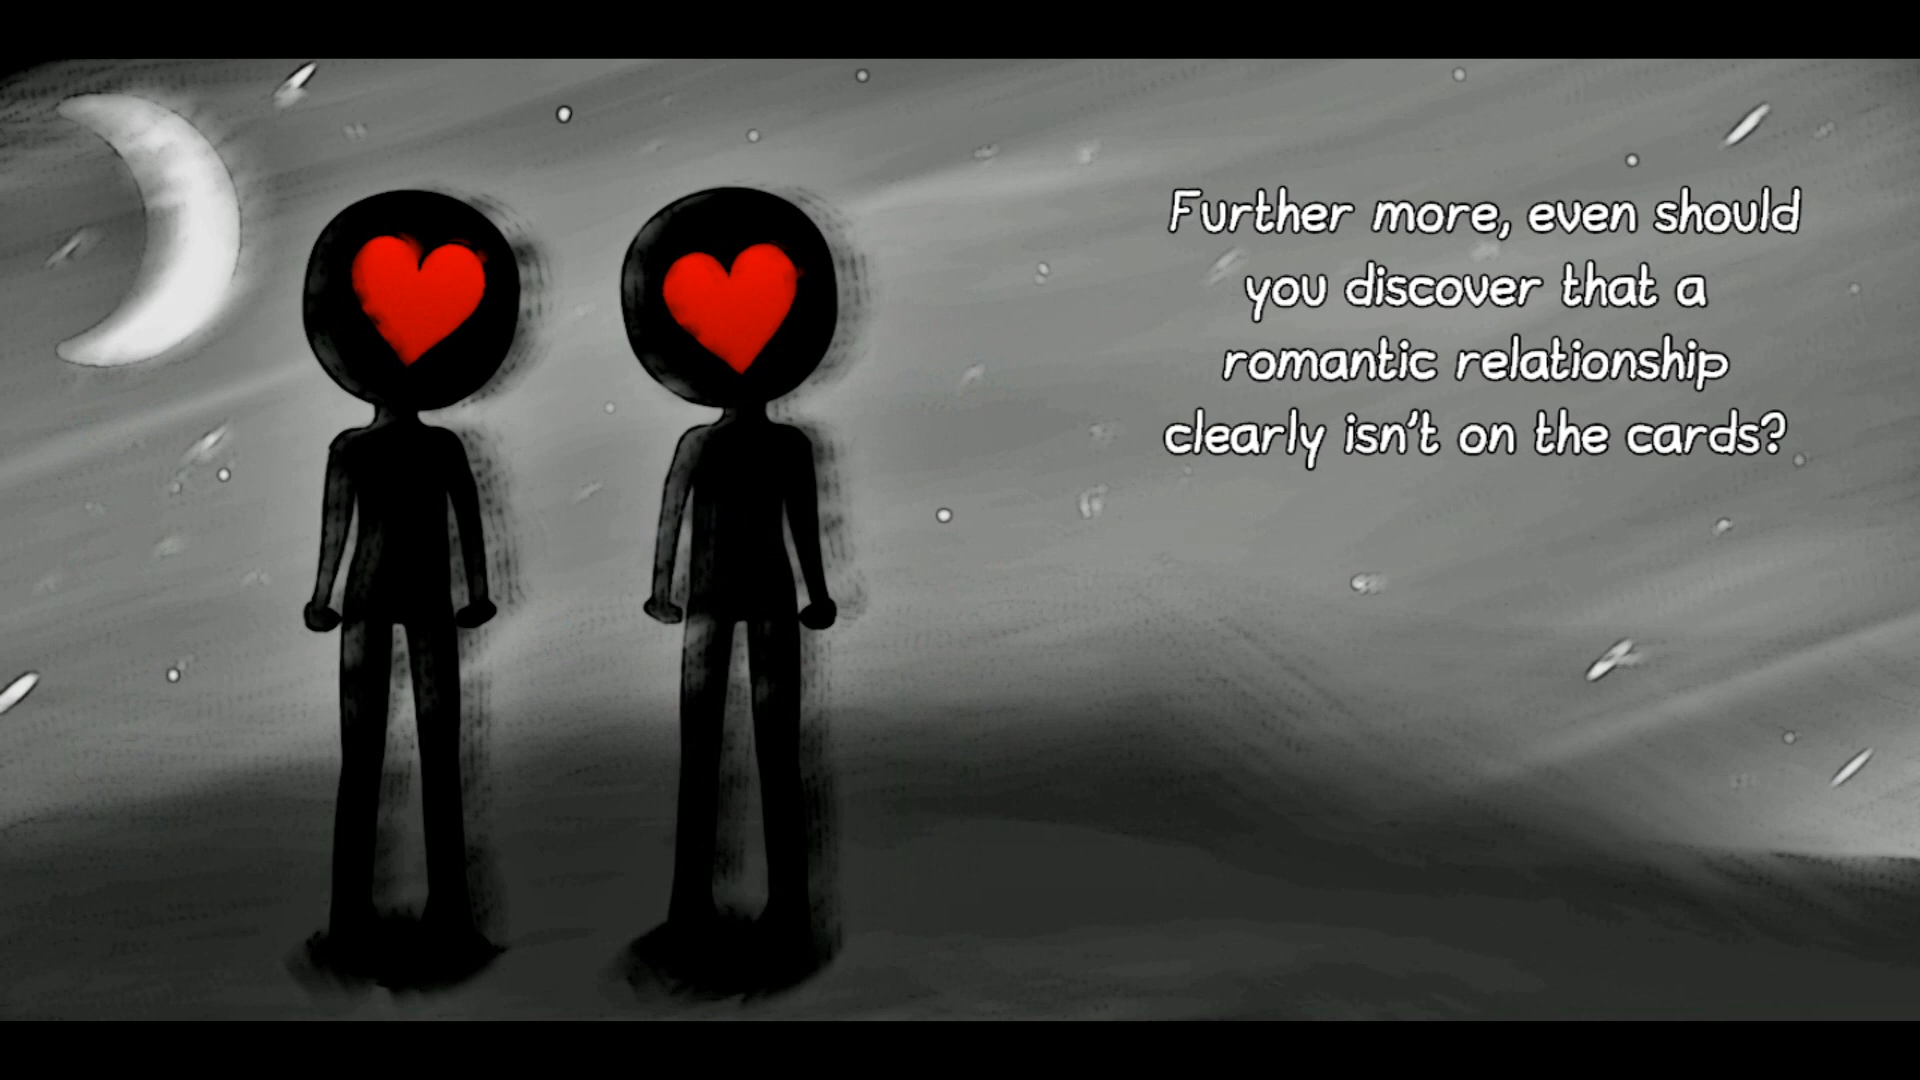 Further more, even should
you discover that a
romantic relationship
clearly isn't on the cards?